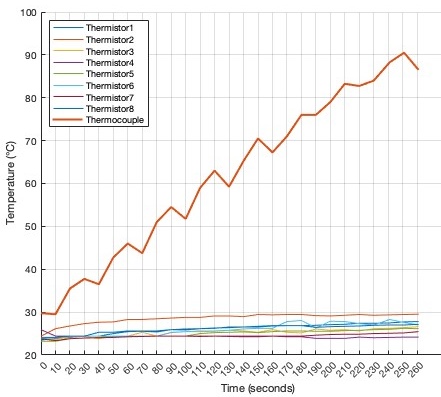 100
90
80
70
60
50
40
30
20
Temperature (°C)
Thermistor1
Thermistor2
Thermistor3
Thermistor4
Thermistor5
Thermistor6
Thermistor7
Thermistor8
Thermocouple
0 10 20 30 40 50 60 70 80 90 100 110 120 130 140 150 160 170 180 190 200 210 220 230 240 250 260
Time (seconds)